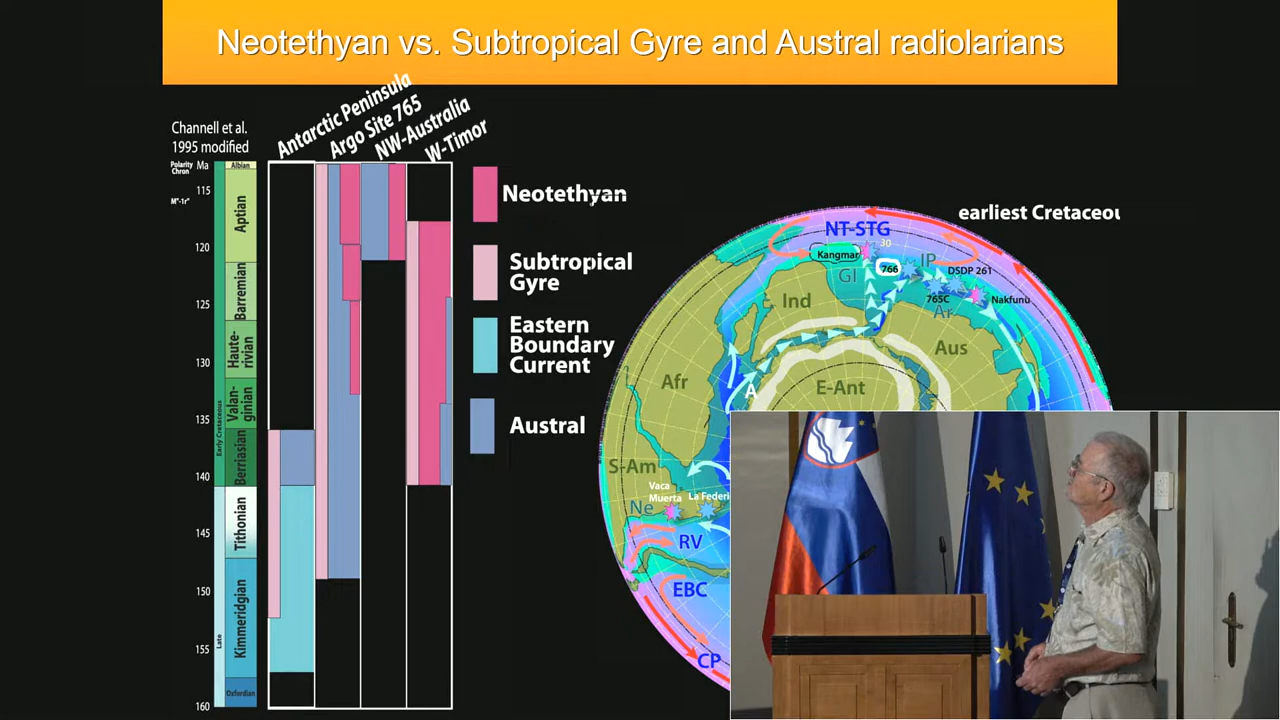 Neotethyan vs. Subtropical Gyre and Austral radiolarians
Channell et al.
1995 modified
Antarctic Peninsula
Argo Site 765
NW-Australia
W-Timor
Polarity
Chron
Ma
M"-1r"
115
120
125
130
135
140
145
150
155
160
Early Cretaceous
Late
Albian
Aptian
Barremian
Haute-
rivian
Valan-
ginian
Berriasian
Tithonian
Kimmeridgian
Oxfordian
Neotethyan
Subtropical
Gyre
Eastern
Boundary
Current
Austral
earliest Cretaceou
NT-STG
30
Kangmar
GI
766
IP
DSDP 261
765C
Nakfunu
Ar
Ind
Aus
Afr
E-Ant
A
S-Am
Vaca
Muerta
La Federi
Ne
RV
EBC
CP